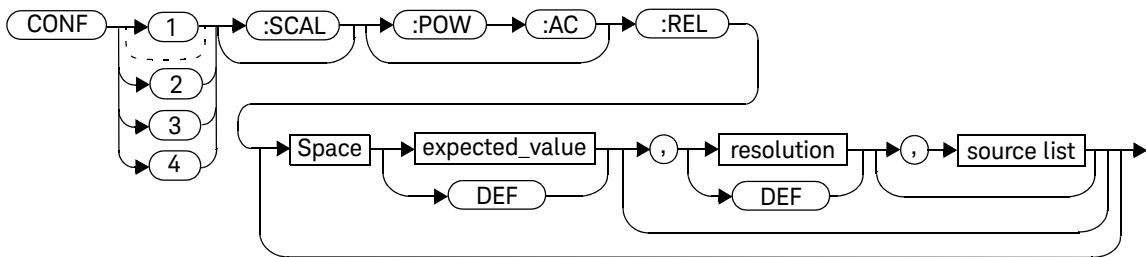 CONF 1 :SCAL :POW :AC :REL
2
3
4
Space expected_value , resolution , source list
DEF DEF